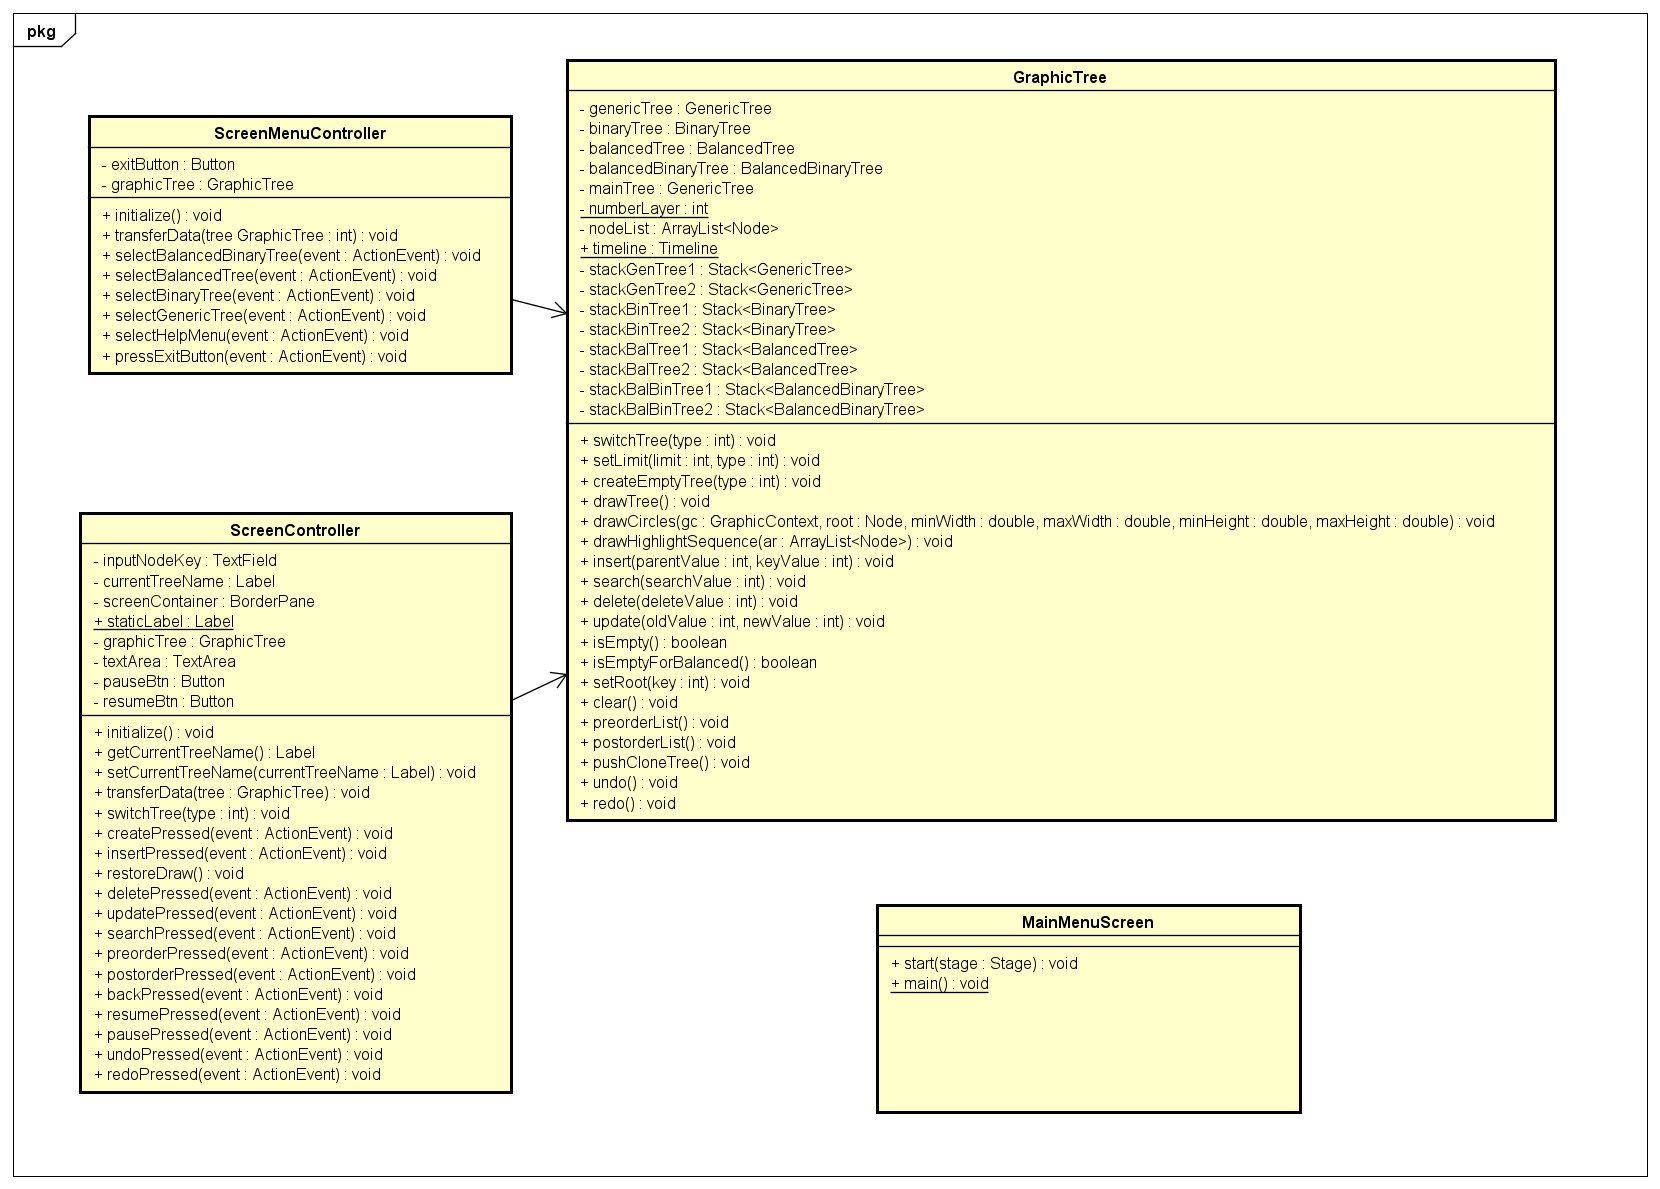 pkg
ScreenMenuController
- exitButton : Button
- graphicTree : GraphicTree
+ initialize() : void
+ transferData(tree GraphicTree : int) : void
+ selectBalancedBinaryTree(event : ActionEvent) : void
+ selectBalancedTree(event : ActionEvent) : void
+ selectBinaryTree(event : ActionEvent) : void
+ selectGenericTree(event : ActionEvent) : void
+ selectHelpMenu(event : ActionEvent) : void
+ pressExitButton(event : ActionEvent) : void
GraphicTree
- genericTree : GenericTree
- binaryTree : BinaryTree
- balancedTree : BalancedTree
- balancedBinaryTree : BalancedBinaryTree
- mainTree : GenericTree
- numberLayer : int
- nodeList : ArrayList<Node>
+ timeline : Timeline
- stackGenTree1 : Stack<GenericTree>
- stackGenTree2 : Stack<GenericTree>
- stackBinTree1 : Stack<BinaryTree>
- stackBinTree2 : Stack<BinaryTree>
- stackBalTree1 : Stack<BalancedTree>
- stackBalTree2 : Stack<BalancedTree>
- stackBalBinTree1 : Stack<BalancedBinaryTree>
- stackBalBinTree2 : Stack<BalancedBinaryTree>
+ switchTree(type : int) : void
+ setLimit(limit : int, type : int) : void
+ createEmptyTree(type : int) : void
+ drawTree() : void
+ drawCircles(gc : GraphicContext, root : Node, minWidth : double, maxWidth : double, minHeight : double, maxHeight : double) : void
+ drawHighlightSequence(ar : ArrayList<Node>) : void
+ insert(parentValue : int, keyValue : int) : void
+ search(searchValue : int) : void
+ delete(deleteValue : int) : void
+ update(oldValue : int, newValue : int) : void
+ isEmpty() : boolean
+ isEmptyForBalanced() : boolean
+ setRoot(key : int) : void
+ clear() : void
+ preorderList() : void
+ postorderList() : void
+ pushCloneTree() : void
+ undo() : void
+ redo() : void
ScreenController
- inputNodeKey : TextField
- currentTreeName : Label
- screenContainer : BorderPane
+ staticLabel : Label
- graphicTree : GraphicTree
- textArea : TextArea
- pauseBtn : Button
- resumeBtn : Button
+ initialize() : void
+ getCurrentTreeName() : Label
+ setCurrentTreeName(currentTreeName : Label) : void
+ transferData(tree : GraphicTree) : void
+ switchTree(type : int) : void
+ createPressed(event : ActionEvent) : void
+ insertPressed(event : ActionEvent) : void
+ restoreDraw() : void
+ deletePressed(event : ActionEvent) : void
+ updatePressed(event : ActionEvent) : void
+ searchPressed(event : ActionEvent) : void
+ preorderPressed(event : ActionEvent) : void
+ postorderPressed(event : ActionEvent) : void
+ backPressed(event : ActionEvent) : void
+ resumePressed(event : ActionEvent) : void
+ pausePressed(event : ActionEvent) : void
+ undoPressed(event : ActionEvent) : void
+ redoPressed(event : ActionEvent) : void
MainMenuScreen
+ start(stage : Stage) : void
+ main() : void